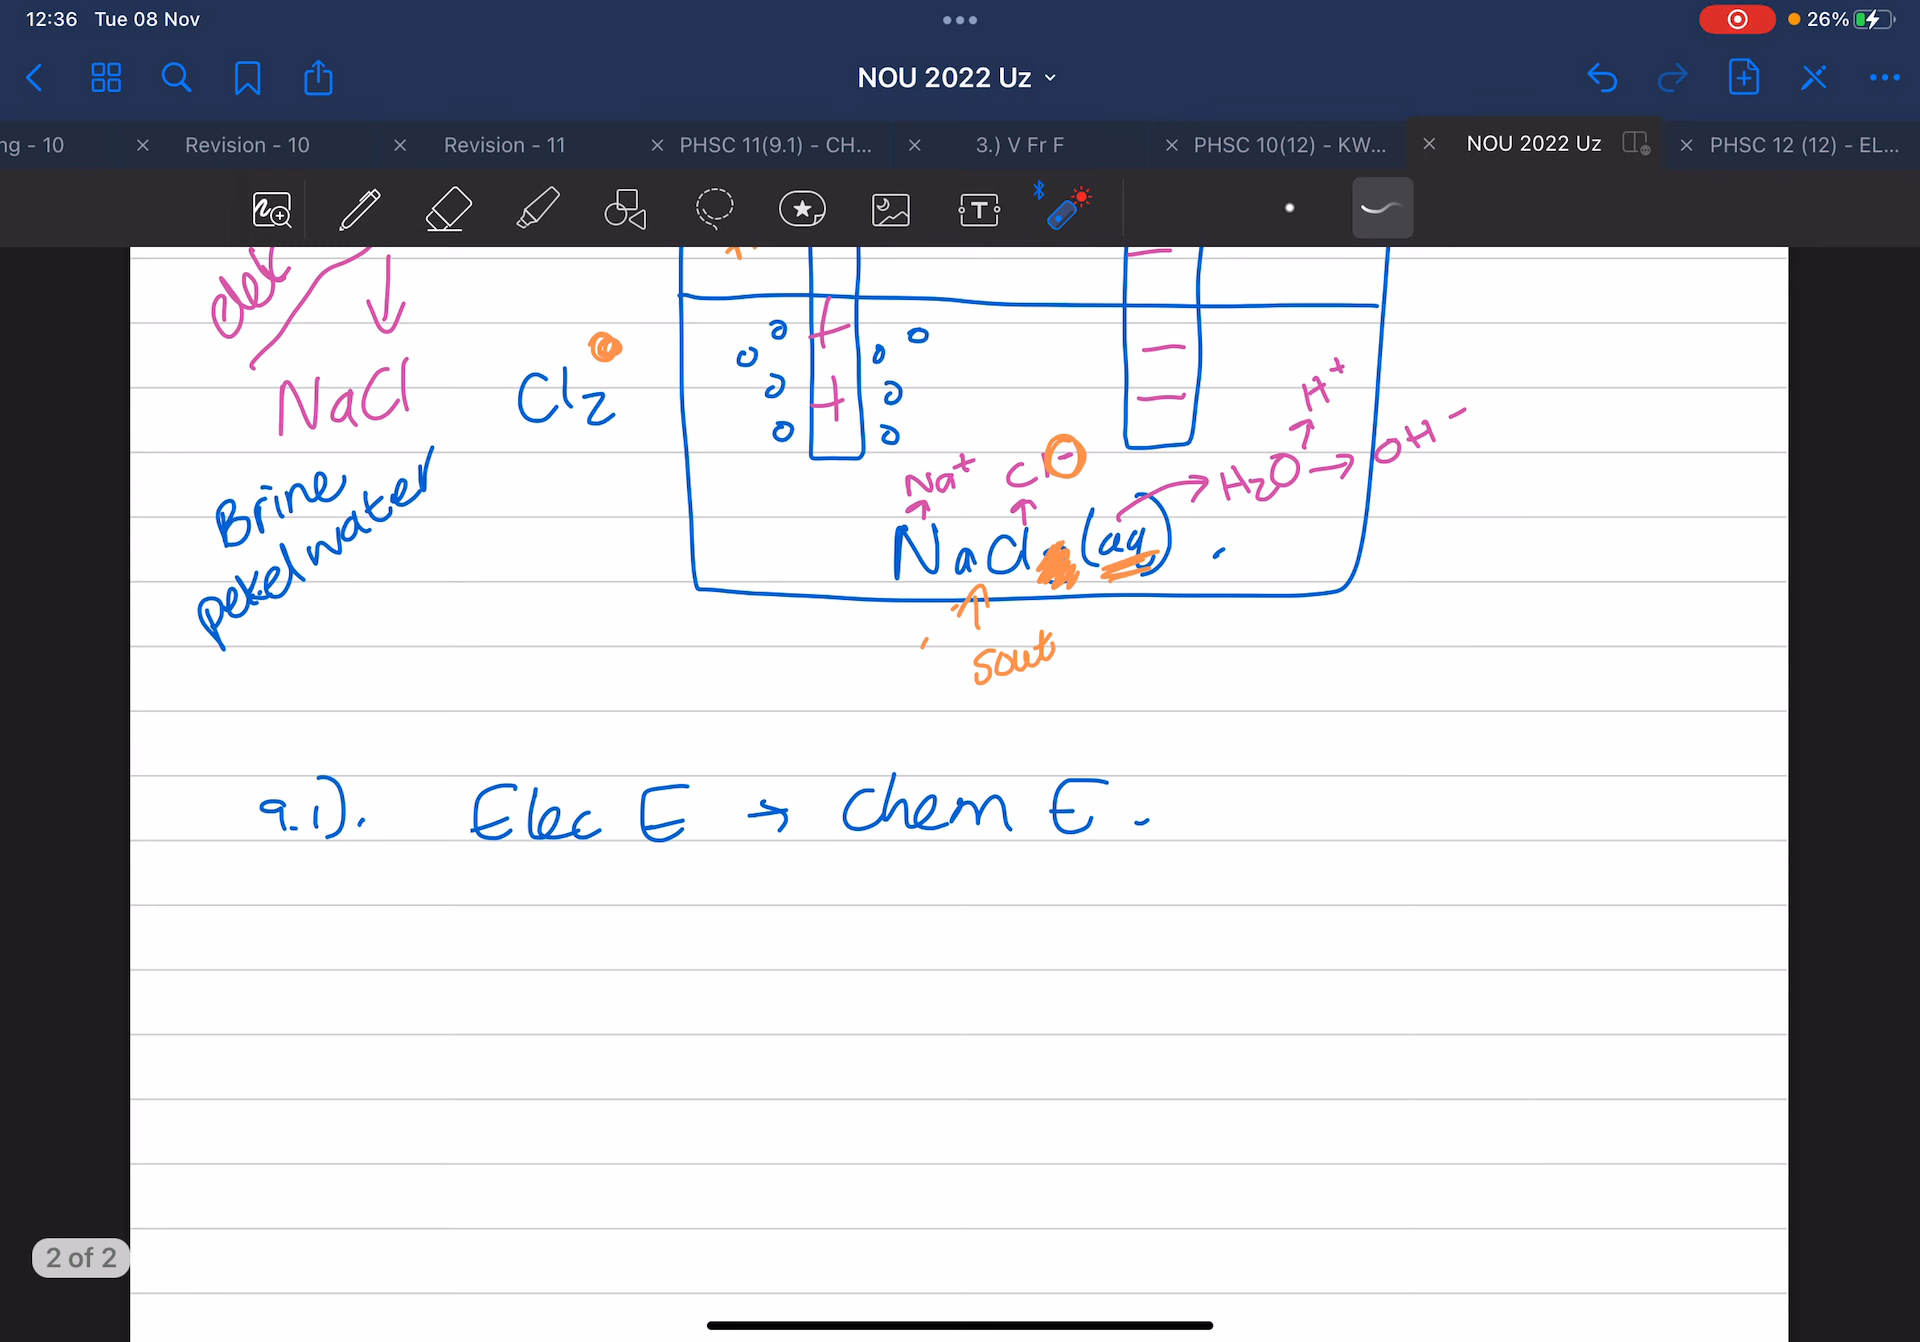 12:36 Tue 08 Nov
26%
NOU 2022 Uz
ng - 10
Revision - 10
Revision - 11
PHSC 11(9.1) - CH...
3.) V Fr F
PHSC 10(12) - KW...
NOU 2022 Uz
PHSC 12 (12) - EL...
NaCl
Cl2
+
+
Brine
pekelwater
Na+ Cl-
H2O → OH-
H+
NaCl (aq)
sout
9.1). Elec E → Chem E.
2 of 2